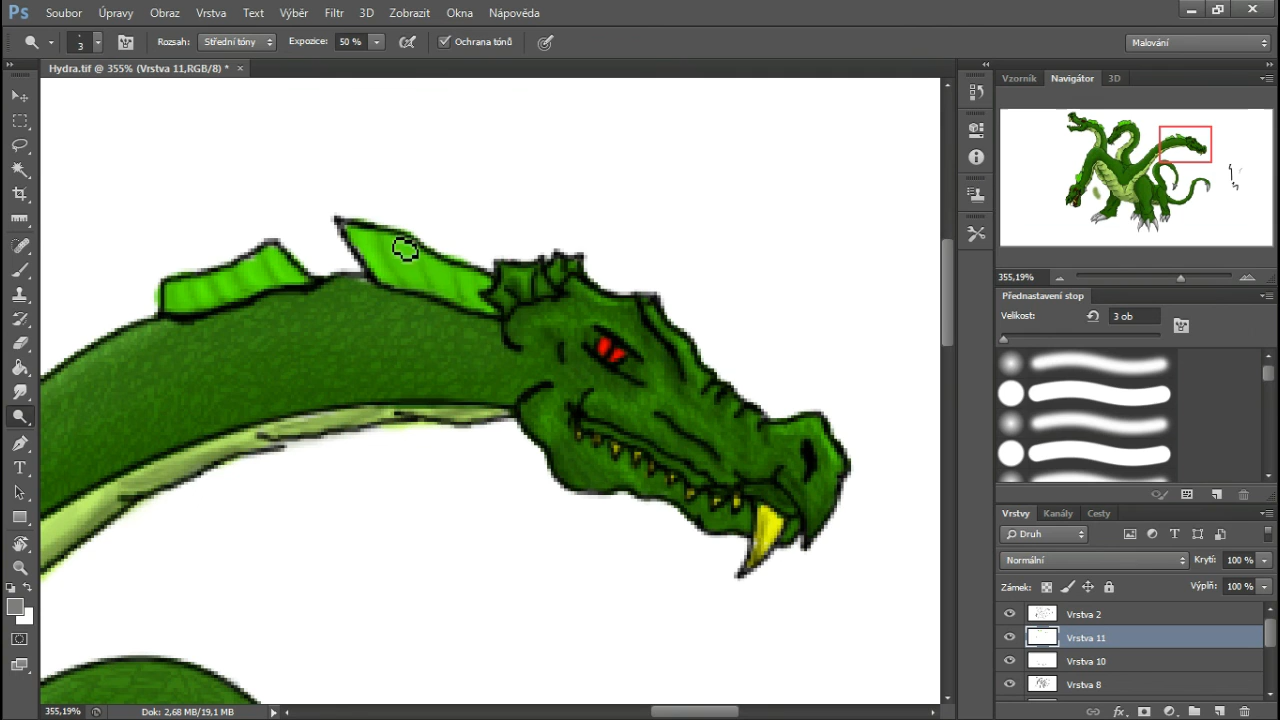 Ps Soubor Úpravy Obraz Vrstva Text Výběr Filtr 3D Zobrazit Okna Nápověda
3 Rozsah: Střední tóny Expozice: 50 % Ochrana tónů Malování
Hydra.tif @ 355% (Vrstva 11,RGB/8) * ×
Vzorník Navigátor 3D
355,19%
Přednastavení stop
Velikost: 3 ob
Vrstvy Kanály Cesty
Druh
Normální Krytí: 100 %
Zámek: Výplň: 100 %
Vrstva 2
Vrstva 11
Vrstva 10
Vrstva 8
355,19% Dok: 2,68 MB/19,1 MB